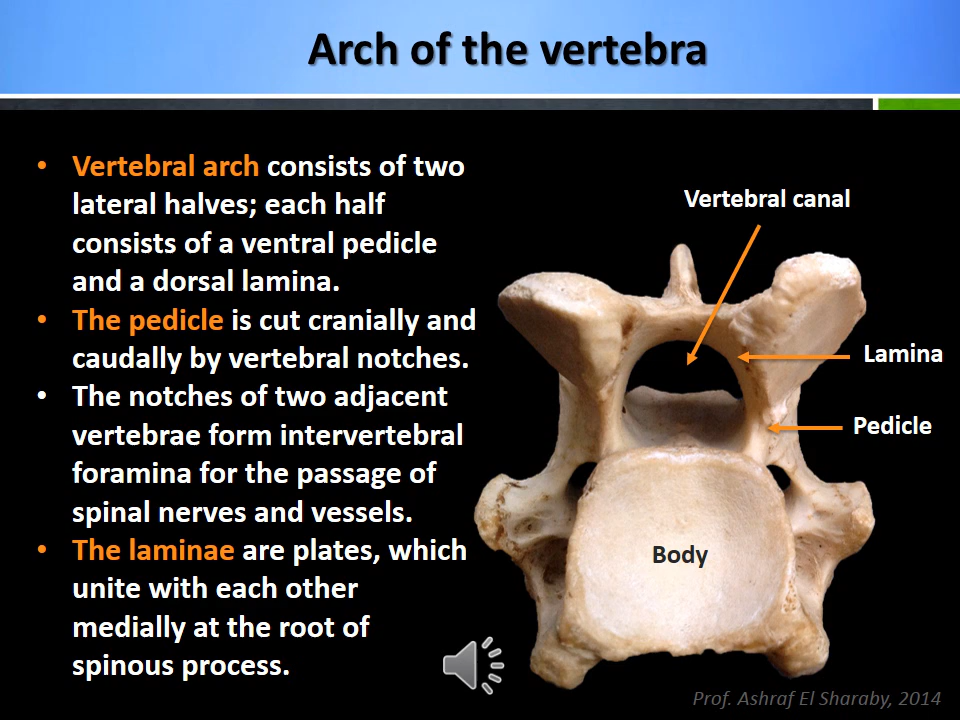 Arch of the vertebra
• Vertebral arch consists of two
lateral halves; each half
consists of a ventral pedicle
and a dorsal lamina.
• The pedicle is cut cranially and
caudally by vertebral notches.
• The notches of two adjacent
vertebrae form intervertebral
foramina for the passage of
spinal nerves and vessels.
• The laminae are plates, which
unite with each other
medially at the root of
spinous process.
Vertebral canal
Lamina
Pedicle
Body
Prof. Ashraf El Sharaby, 2014